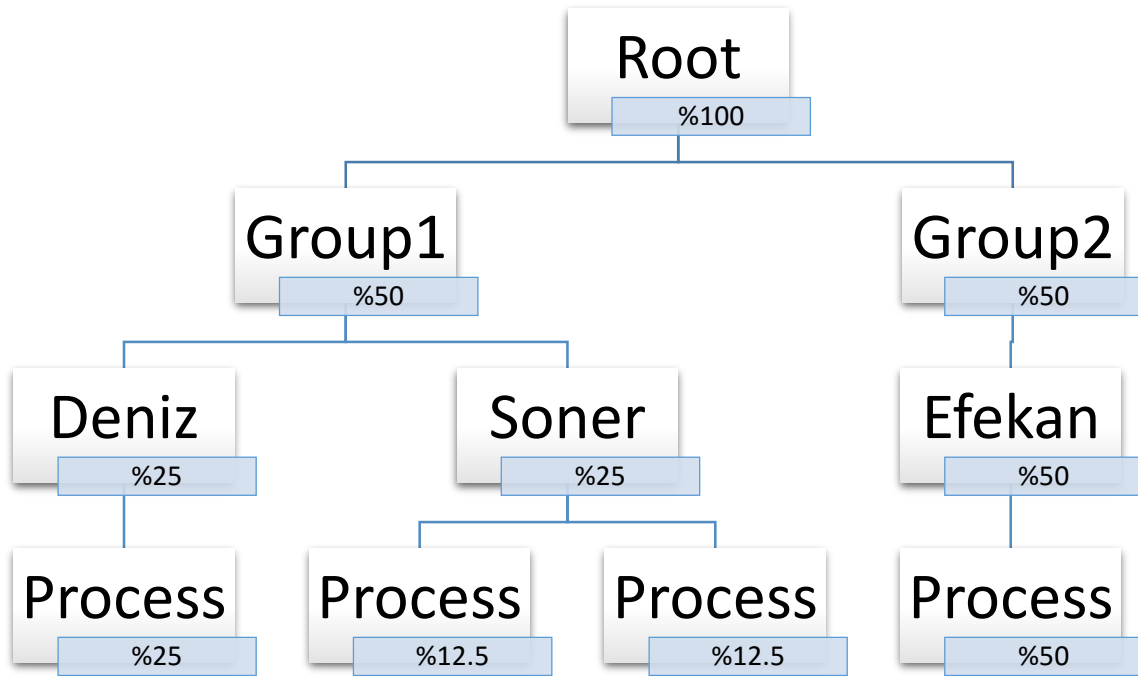 Root
%100
Group1
%50
Group2
%50
Deniz
%25
Soner
%25
Efekan
%50
Process
%25
Process
%12.5
Process
%12.5
Process
%50